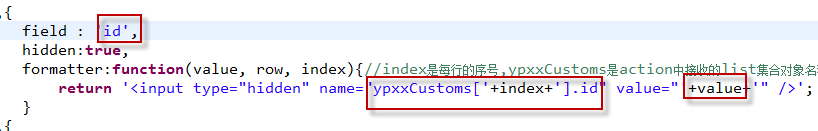 ,{
field : 'id',
hidden:true,
formatter:function(value, row, index){//index是每行的序号,ypxxCustoms是action中接收的list集合对象名
return '<input type="hidden" name="ypxxCustoms['+index+'].id" value="'+value+'" />';
}
,{